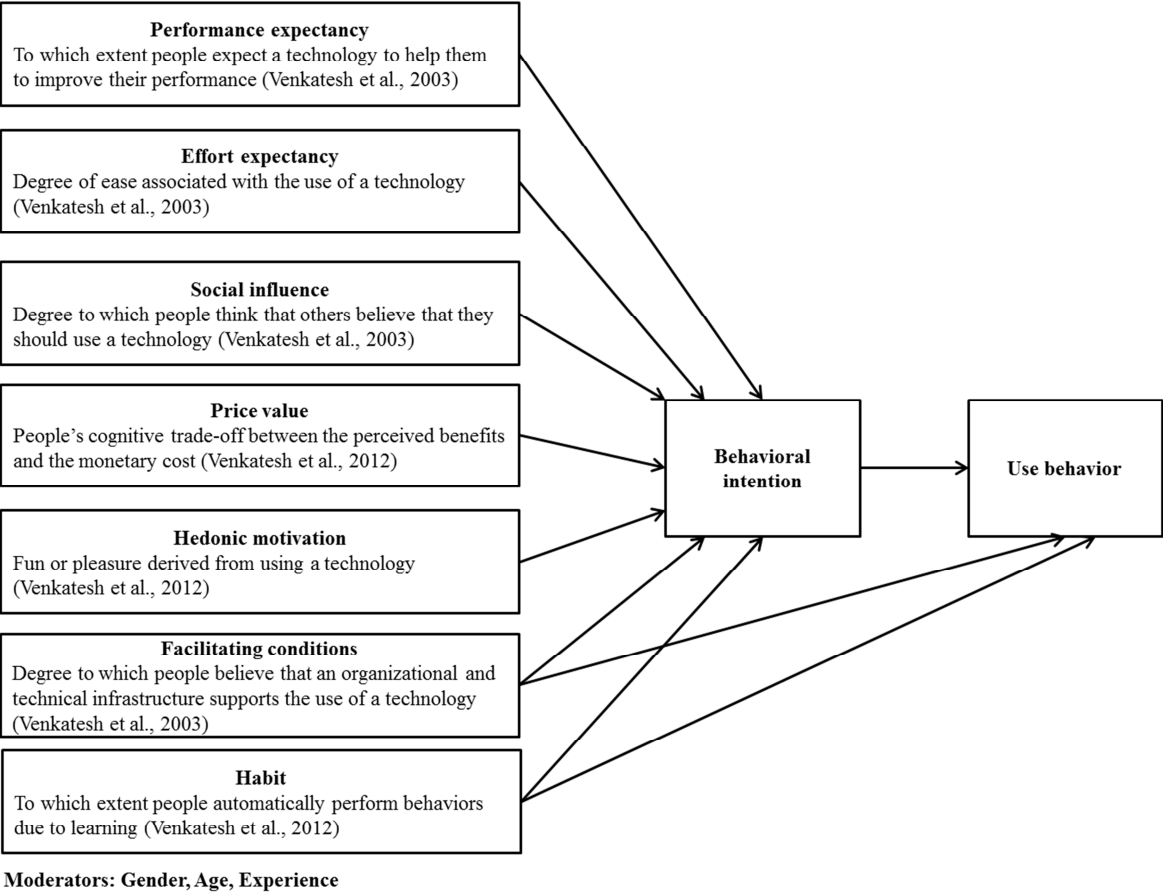 Performance expectancy
To which extent people expect a technology to help them
to improve their performance (Venkatesh et al., 2003)
Effort expectancy
Degree of ease associated with the use of a technology
(Venkatesh et al., 2003)
Social influence
Degree to which people think that others believe that they
should use a technology (Venkatesh et al., 2003)
Price value
People's cognitive trade-off between the perceived benefits
and the monetary cost (Venkatesh et al., 2012)
Hedonic motivation
Fun or pleasure derived from using a technology
(Venkatesh et al., 2012)
Facilitating conditions
Degree to which people believe that an organizational and
technical infrastructure supports the use of a technology
(Venkatesh et al., 2003)
Habit
To which extent people automatically perform behaviors
due to learning (Venkatesh et al., 2012)
Behavioral
intention
Use behavior
Moderators: Gender, Age, Experience